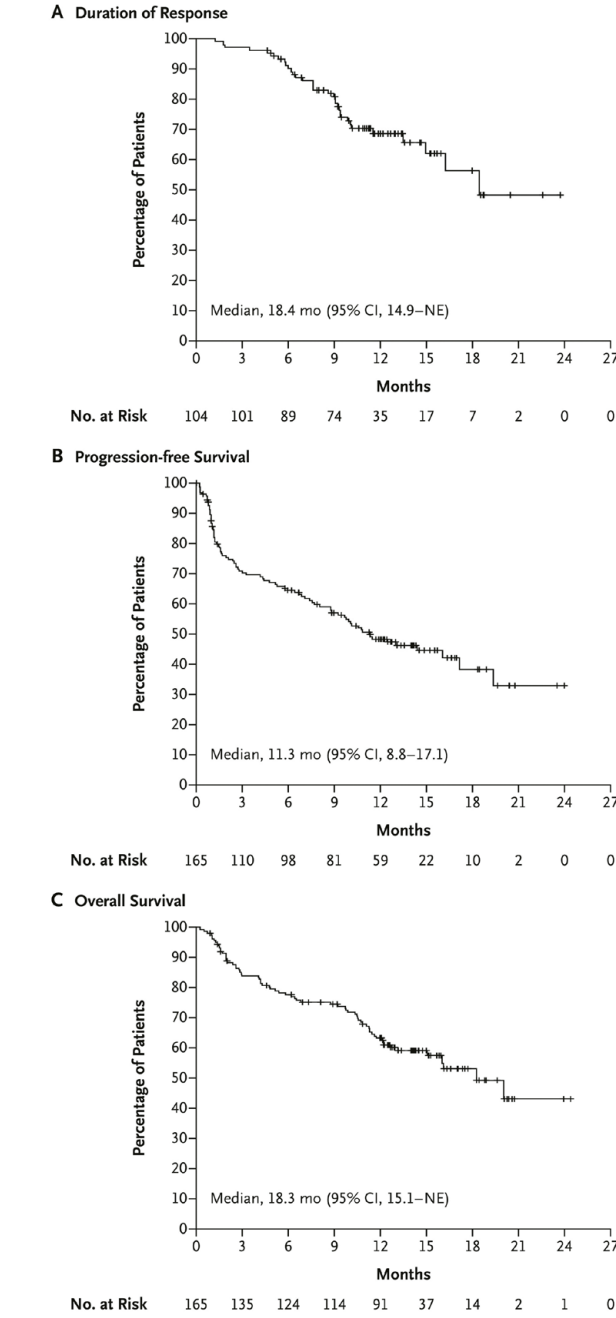 A Duration of Response
100
90
80
70
60
50
40
30
20
10
0
Percentage of Patients
Median, 18.4 mo (95% CI, 14.9–NE)
0 3 6 9 12 15 18 21 24 27
Months
No. at Risk 104 101 89 74 35 17 7 2 0 0
B Progression-free Survival
100
90
80
70
60
50
40
30
20
10
0
Percentage of Patients
Median, 11.3 mo (95% CI, 8.8–17.1)
0 3 6 9 12 15 18 21 24 27
Months
No. at Risk 165 110 98 81 59 22 10 2 0 0
C Overall Survival
100
90
80
70
60
50
40
30
20
10
0
Percentage of Patients
Median, 18.3 mo (95% CI, 15.1–NE)
0 3 6 9 12 15 18 21 24 27
Months
No. at Risk 165 135 124 114 91 37 14 2 1 0